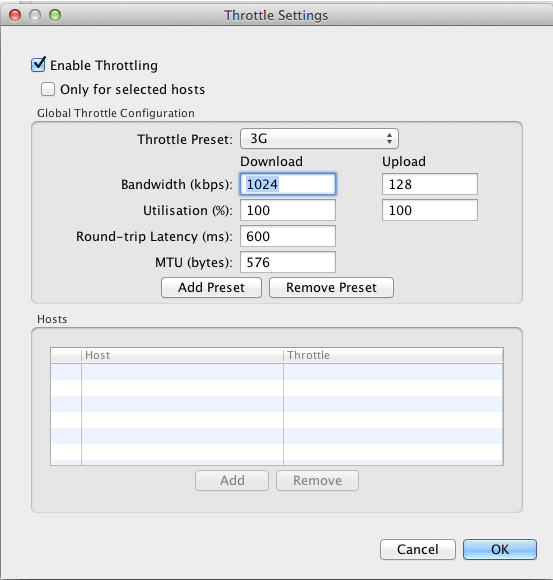 Throttle Settings
Enable Throttling
Only for selected hosts
Global Throttle Configuration
Throttle Preset: 3G
Download Upload
Bandwidth (kbps): 1024 128
Utilisation (%): 100 100
Round-trip Latency (ms): 600
MTU (bytes): 576
Add Preset Remove Preset
Hosts
Host Throttle
Add Remove
Cancel OK